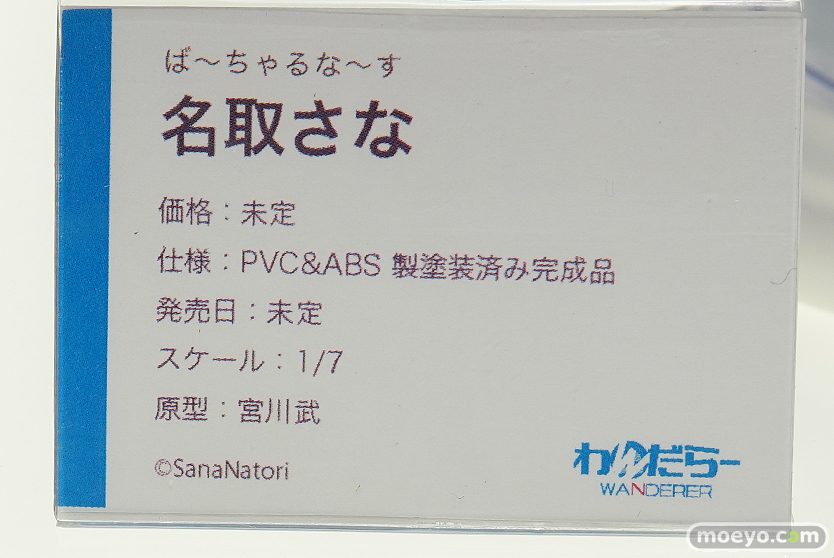 ば～ちゃるな～す
名取さな
価格：未定
仕様：PVC&ABS 製塗装済み完成品
発売日：未定
スケール：1/7
原型：宮川武
©SanaNatori
わんだらー
WANDERER
moeyo.com